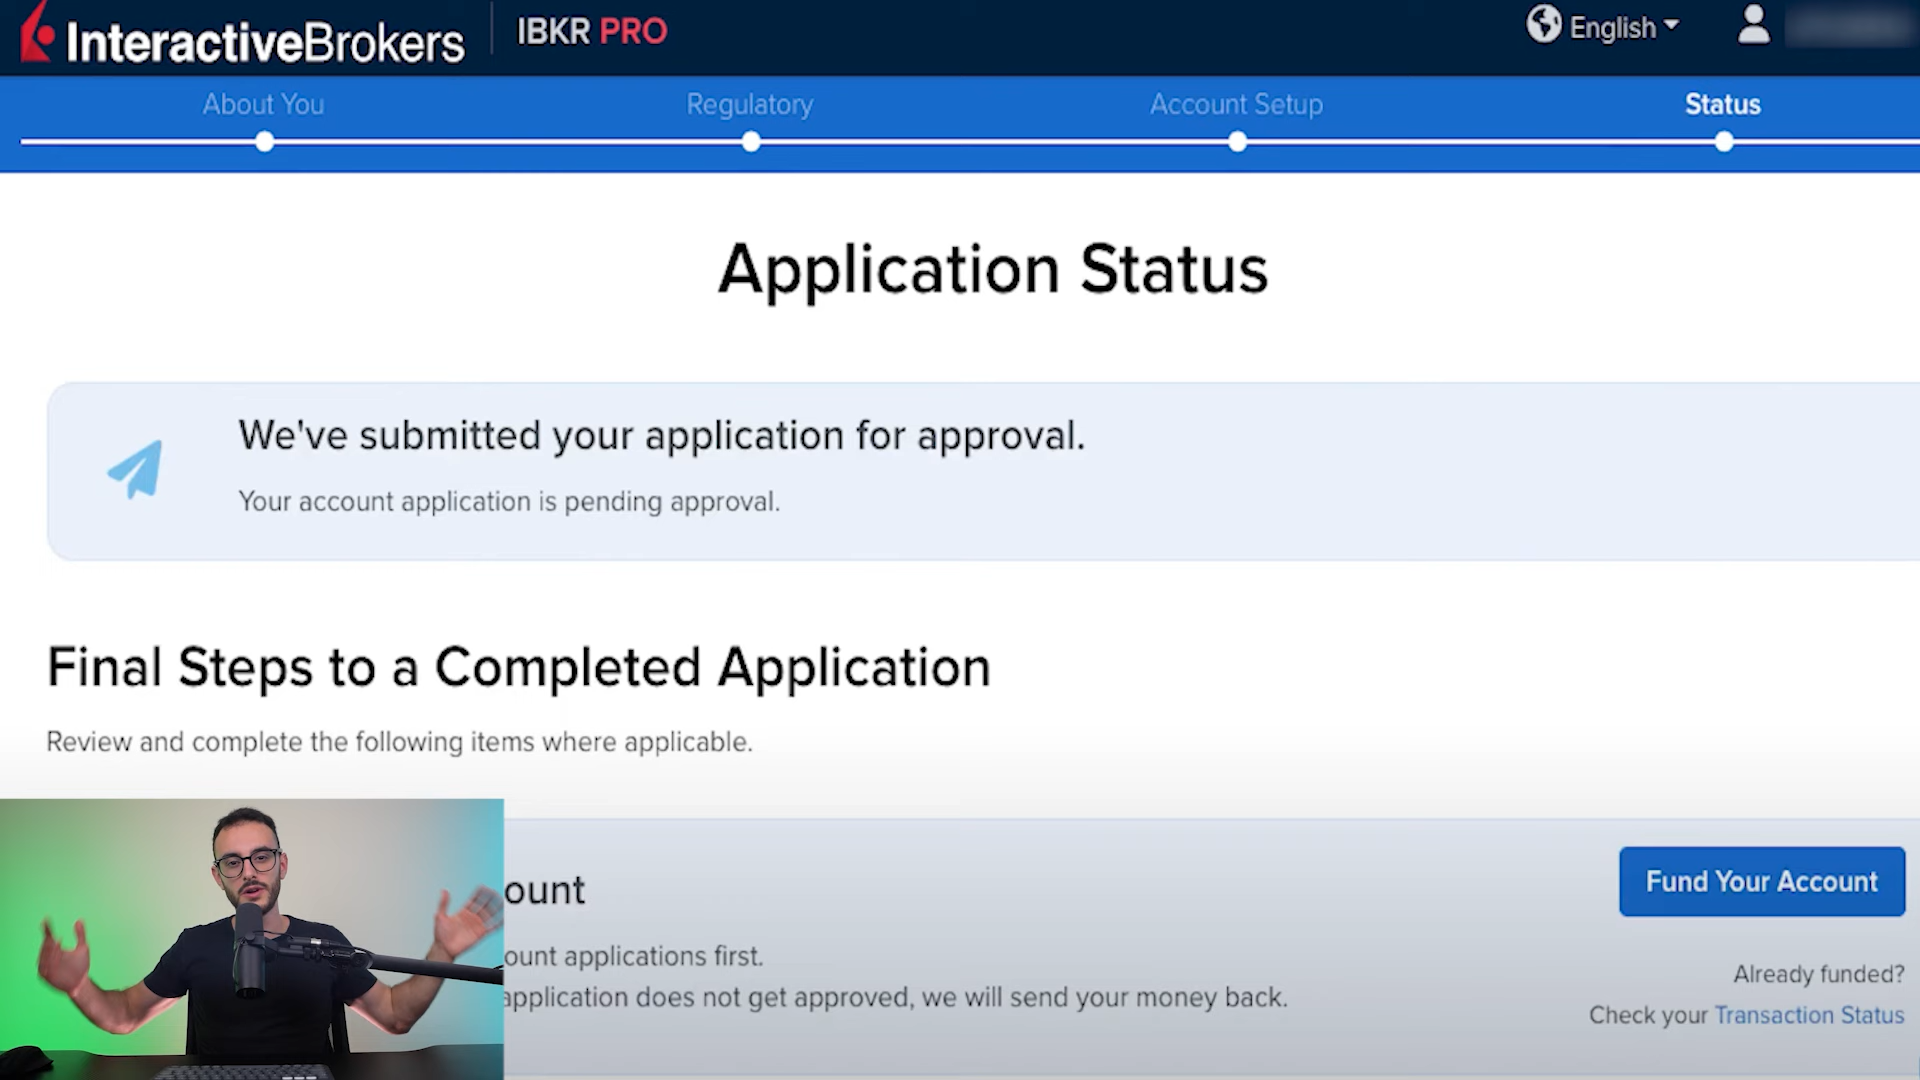 InteractiveBrokers IBKR PRO English
About You Regulatory Account Setup Status
Application Status
We've submitted your application for approval.
Your account application is pending approval.
Final Steps to a Completed Application
Review and complete the following items where applicable.
ount
Fund Your Account
ount applications first.
application does not get approved, we will send your money back.
Already funded?
Check your Transaction Status